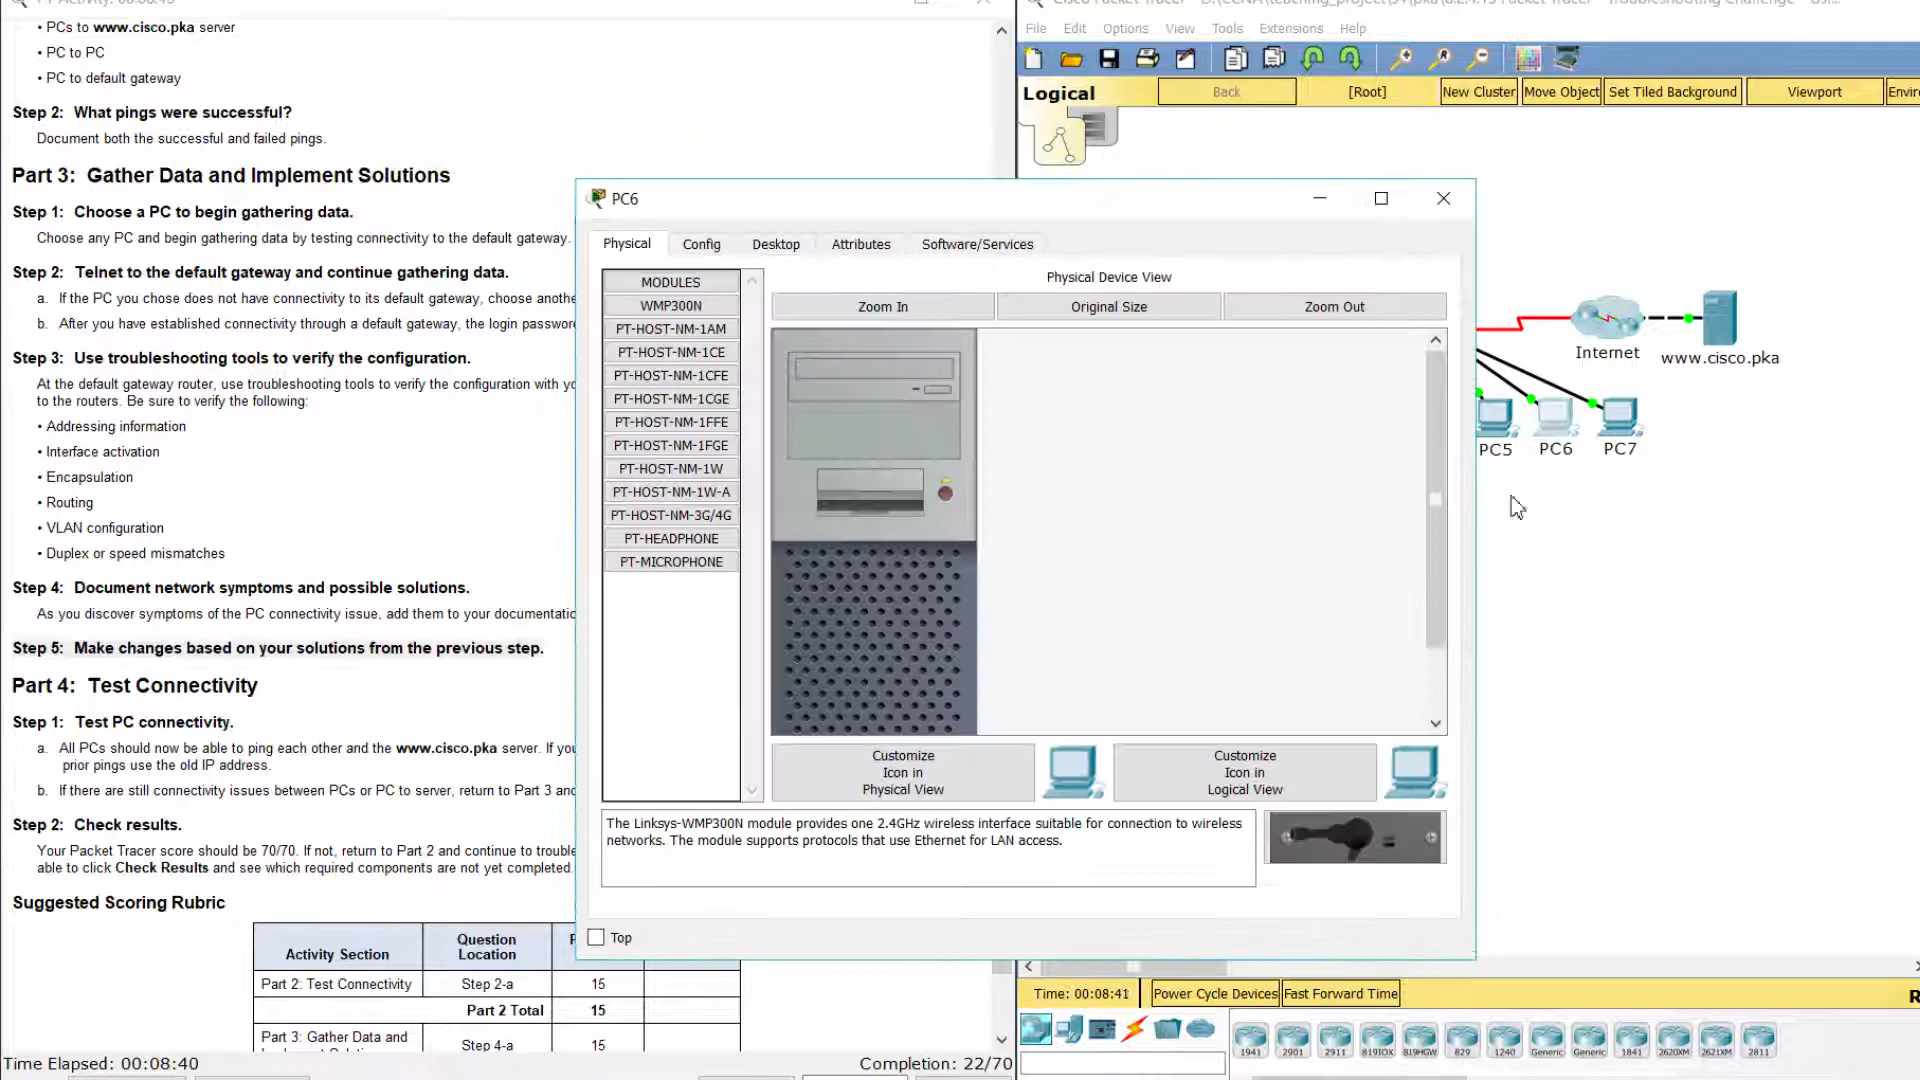 • PCs to www.cisco.pka server
• PC to PC
• PC to default gateway
Step 2: What pings were successful?
Document both the successful and failed pings.
Part 3: Gather Data and Implement Solutions
Step 1: Choose a PC to begin gathering data.
Choose any PC and begin gathering data by testing connectivity to the default gateway.
Step 2: Telnet to the default gateway and continue gathering data.
a. If the PC you chose does not have connectivity to its default gateway, choose anothe
b. After you have established connectivity through a default gateway, the login passwor
Step 3: Use troubleshooting tools to verify the configuration.
At the default gateway router, use troubleshooting tools to verify the configuration with yo
to the routers. Be sure to verify the following:
• Addressing information
• Interface activation
• Encapsulation
• Routing
• VLAN configuration
• Duplex or speed mismatches
Step 4: Document network symptoms and possible solutions.
As you discover symptoms of the PC connectivity issue, add them to your documentatio
Step 5: Make changes based on your solutions from the previous step.
Part 4: Test Connectivity
Step 1: Test PC connectivity.
a. All PCs should now be able to ping each other and the www.cisco.pka server. If you
prior pings use the old IP address.
b. If there are still connectivity issues between PCs or PC to server, return to Part 3 and
Step 2: Check results.
Your Packet Tracer score should be 70/70. If not, return to Part 2 and continue to trouble
able to click Check Results and see which required components are not yet completed.
Suggested Scoring Rubric
Activity Section
Question Location
Part 2: Test Connectivity
Step 2-a
15
Part 2 Total
15
Part 3: Gather Data and
Step 4-a
15
Time Elapsed: 00:08:40
Completion: 22/70
PC6
Physical
Config
Desktop
Attributes
Software/Services
MODULES
WMP300N
PT-HOST-NM-1AM
PT-HOST-NM-1CE
PT-HOST-NM-1CFE
PT-HOST-NM-1CGE
PT-HOST-NM-1FFE
PT-HOST-NM-1FGE
PT-HOST-NM-1W
PT-HOST-NM-1W-A
PT-HOST-NM-3G/4G
PT-HEADPHONE
PT-MICROPHONE
Physical Device View
Zoom In
Original Size
Zoom Out
Customize
Icon in
Physical View
Customize
Icon in
Logical View
The Linksys-WMP300N module provides one 2.4GHz wireless interface suitable for connection to wireless
networks. The module supports protocols that use Ethernet for LAN access.
Top
File Edit Options View Tools Extensions Help
Logical
Back
[Root]
New Cluster
Move Object
Set Tiled Background
Viewport
Envir
Internet
www.cisco.pka
PC5
PC6
PC7
Time: 00:08:41
Power Cycle Devices
Fast Forward Time
R
1941
2901
2911
819IOX
819HGW
829
1240
Generic
Generic
1841
2620XM
2621XM
2811